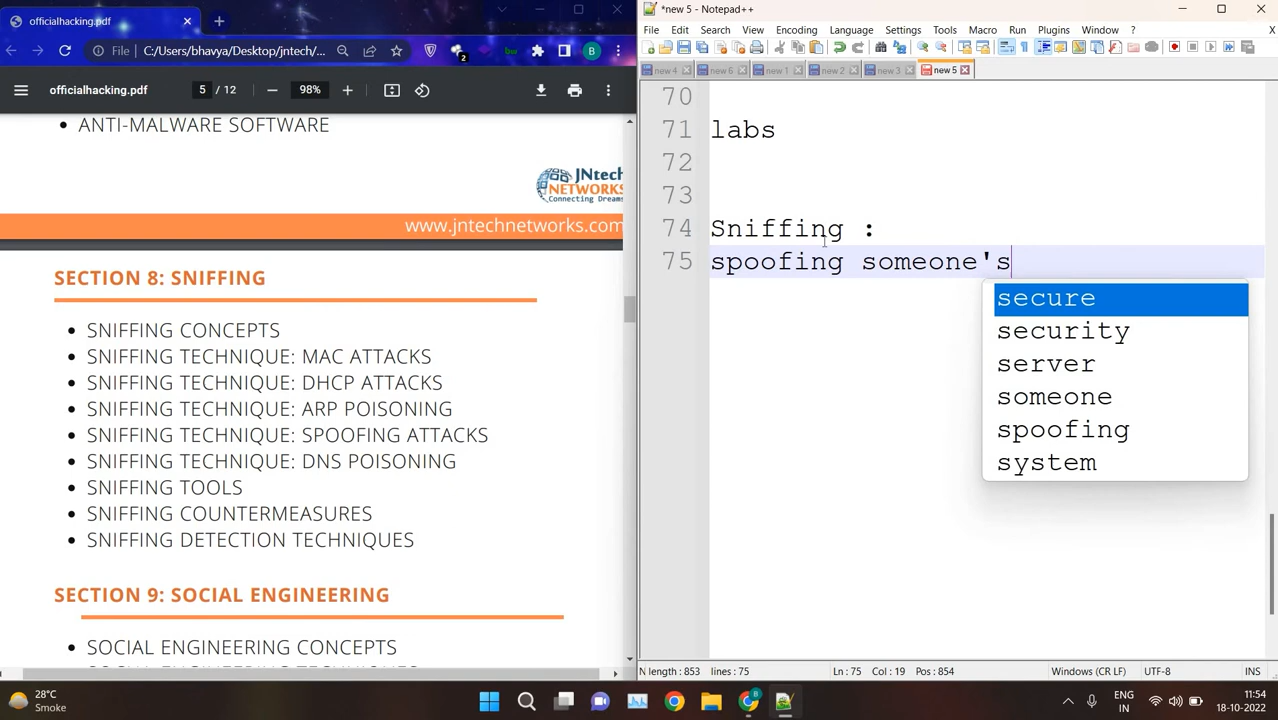 officialhacking.pdf
*new 5 - Notepad++
File C:/Users/bhavya/Desktop/jntech/...
2
B
File Edit Search View Encoding Language Settings Tools Macro Run Plugins Window ?
officialhacking.pdf 5 / 12 98%
new 4 new 6 new 1 new 2 new 3 new 5
• ANTI-MALWARE SOFTWARE
JNtech
NETWORKS
Connecting Dreams
www.jntechnetworks.com
SECTION 8: SNIFFING
• SNIFFING CONCEPTS
• SNIFFING TECHNIQUE: MAC ATTACKS
• SNIFFING TECHNIQUE: DHCP ATTACKS
• SNIFFING TECHNIQUE: ARP POISONING
• SNIFFING TECHNIQUE: SPOOFING ATTACKS
• SNIFFING TECHNIQUE: DNS POISONING
• SNIFFING TOOLS
• SNIFFING COUNTERMEASURES
• SNIFFING DETECTION TECHNIQUES
SECTION 9: SOCIAL ENGINEERING
• SOCIAL ENGINEERING CONCEPTS
70
71 labs
72
73
74 Sniffing :
75 spoofing someone's
secure
security
server
someone
spoofing
system
N length : 853 lines : 75 Ln : 75 Col : 19 Pos : 854 Windows (CR LF) UTF-8 INS
28°C
Smoke
ENG
IN
11:54
18-10-2022